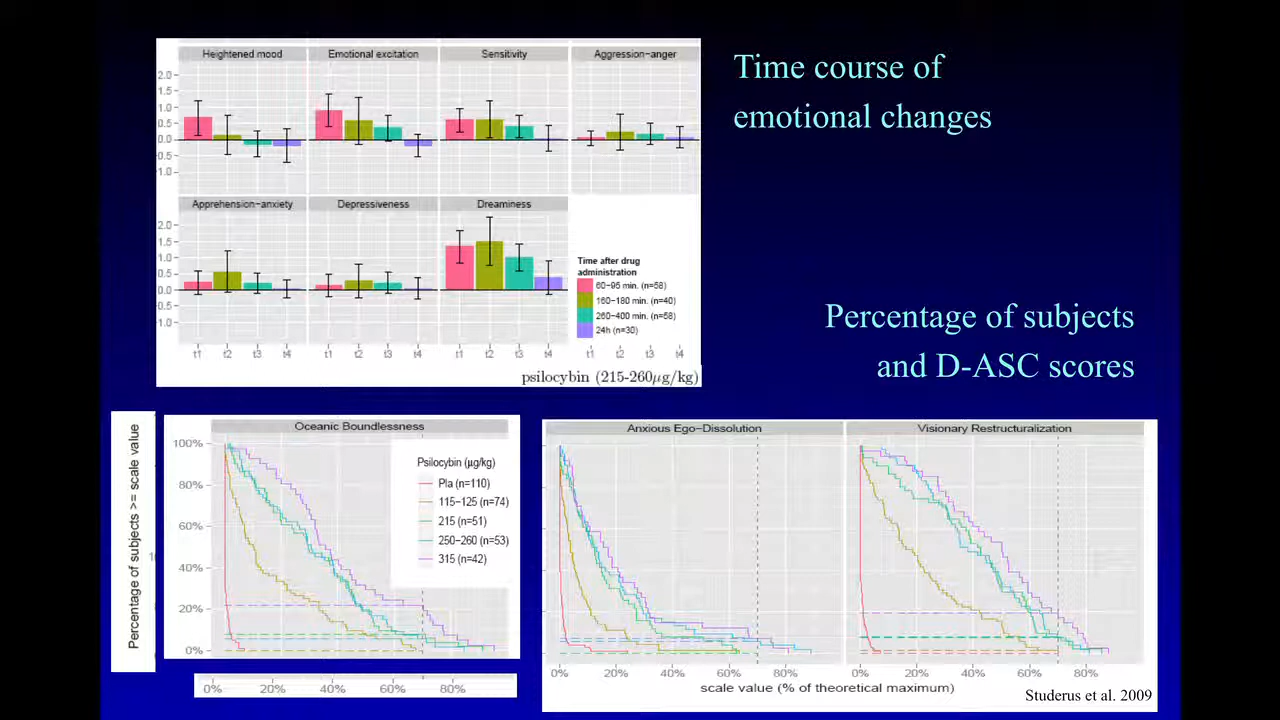 Heightened mood Emotional excitation Sensitivity Aggression-anger
2.0
1.5
1.0
0.5
0.0
0.5
1.0
Apprehension-anxiety Depressiveness Dreaminess
2.0
1.5
1.0
0.5
0.0
0.5
1.0
Time after drug
administration
60-95 min. (n=58)
160-180 min. (n=40)
260-400 min. (n=58)
24h (n=30)
t1 t2 t3 t4 t1 t2 t3 t4 t1 t2 t3 t4 t1 t2 t3 t4
psilocybin (215-260µg/kg)
Time course of
emotional changes
Percentage of subjects
and D-ASC scores
Percentage of subjects >= scale value
Oceanic Boundlessness
100%
80%
60%
40%
20%
0%
Psilocybin (µg/kg)
Pla (n=110)
115-125 (n=74)
215 (n=51)
250-260 (n=53)
315 (n=42)
0% 20% 40% 60% 80%
Anxious Ego-Dissolution Visionary Restructuralization
0% 20% 40% 60% 80% 0% 20% 40% 60% 80%
scale value (% of theoretical maximum)
Studerus et al. 2009